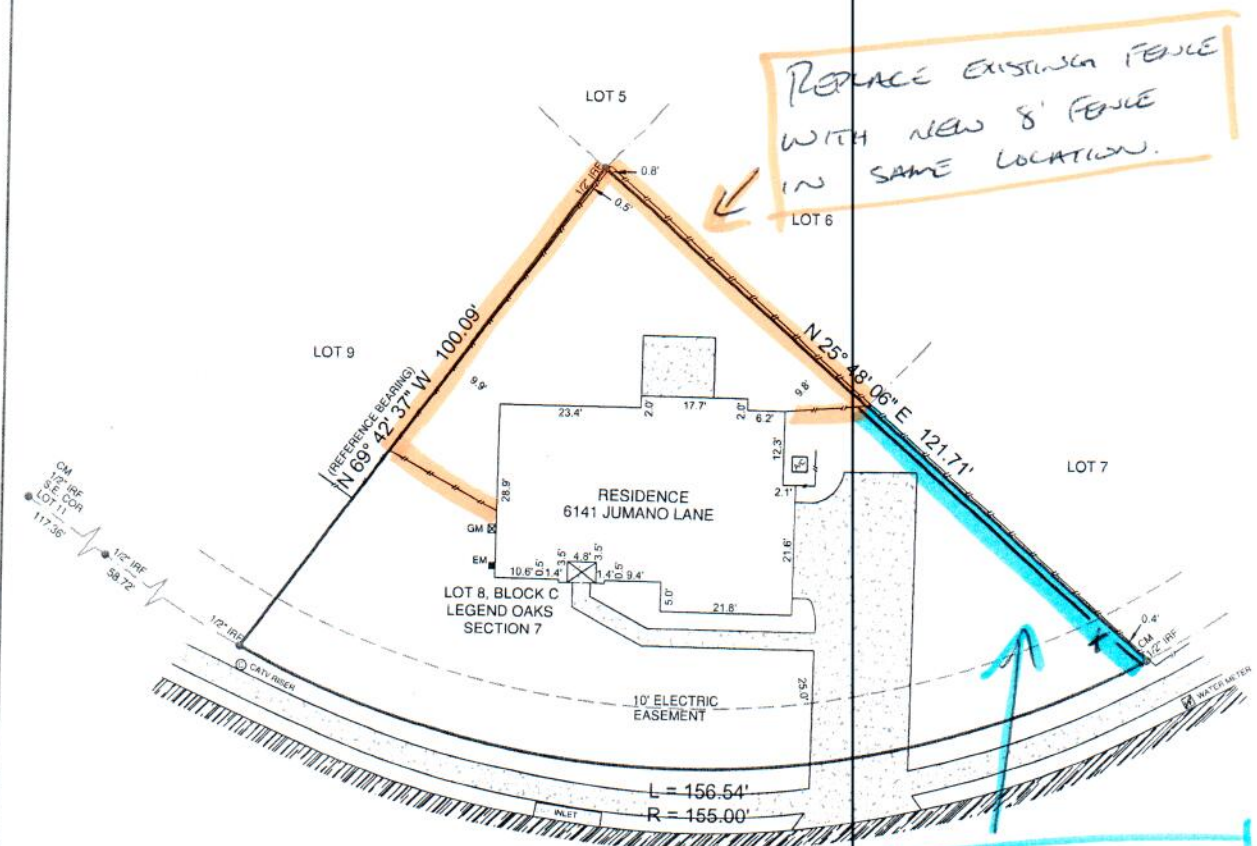 REPLACE EXISTING FENCE
WITH NEW 8' FENCE
IN SAME LOCATION.
LOT 5
1/2" IRF
0.8'
0.5'
LOT 6
LOT 9
(REFERENCE BEARING)
N 69° 42' 37" W 100.09'
N 25° 48' 06" E 121.71'
LOT 7
9.9'
9.8'
23.4'
2.0'
17.7'
2.0'
6.2'
12.3'
A/C
2.1'
28.9'
21.6'
RESIDENCE
6141 JUMANO LANE
GM
EM
10.6'
0.5'
1.4'
3.5'
4.8'
3.5'
1.4'
0.5'
9.4'
5.0'
21.8'
LOT 8, BLOCK C
LEGEND OAKS
SECTION 7
CM
1/2" IRF
S.E. COR
LOT 11
117.36'
1/2" IRF
58.72'
1/2" IRF
CATV RISER
C
10' ELECTRIC
EASEMENT
25.0'
X
0.4'
CM
1/2" IRF
WATER METER
L = 156.54'
R = 155.00'
INLET